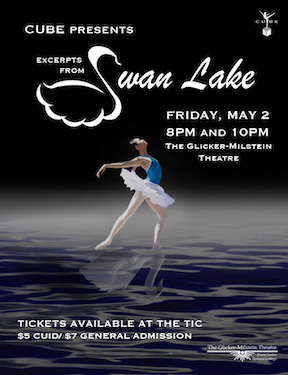 CUBE PRESENTS
CUBE
EXCERPTS
FROM
Swan Lake
FRIDAY, MAY 2
8PM AND 10PM
THE GLICKER-MILSTEIN
THEATRE
TICKETS AVAILABLE AT THE TIC
$5 CUID/ $7 GENERAL ADMISSION
The Glicker-Milstein Theatre